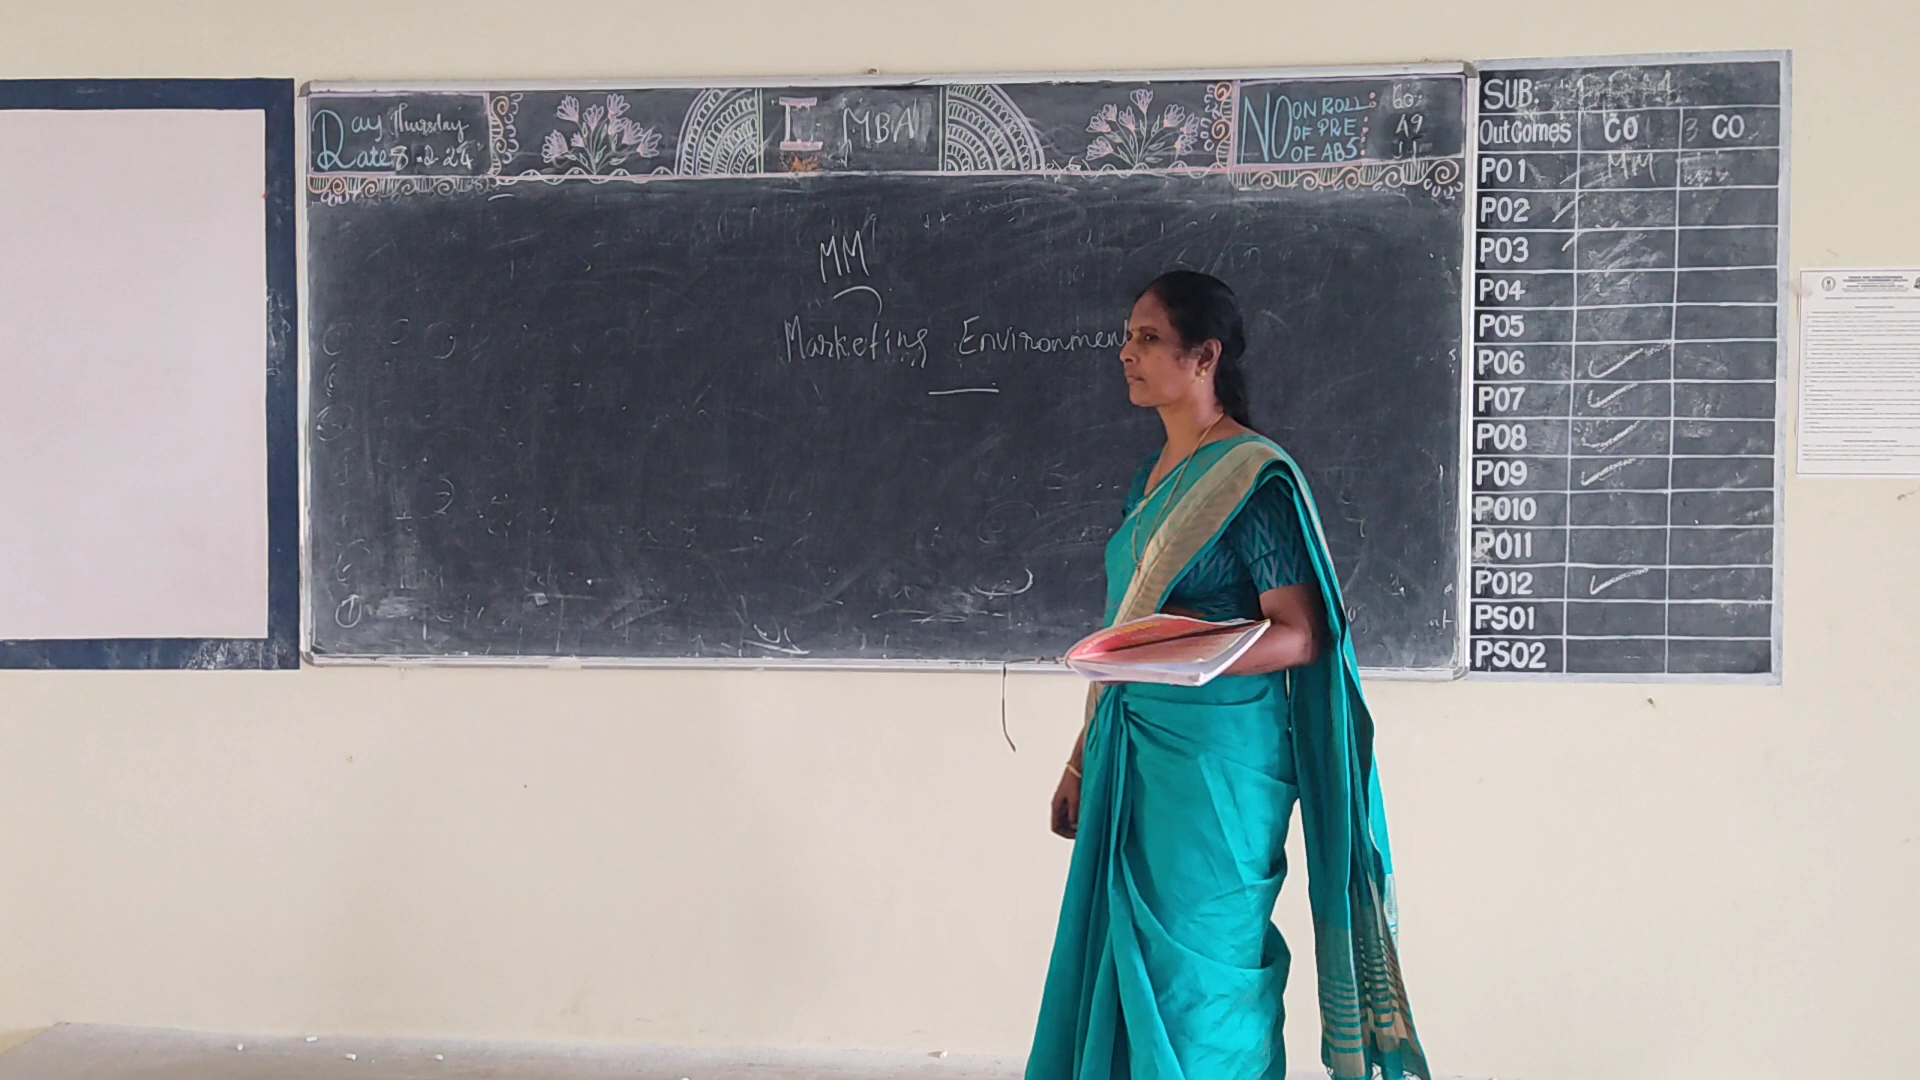 Day Thursday
Date 8.2.24
I MBA
NO ON ROLL: 60
OF PRE: 49
OF ABS: 11
MM
Marketing Environment
SUB:
OutComes CO CO
PO1 MM
PO2
PO3
PO4
PO5
PO6 ✓
PO7 ✓
PO8 ✓
PO9 ✓
PO10
PO11
PO12 ✓
PSO1
PSO2